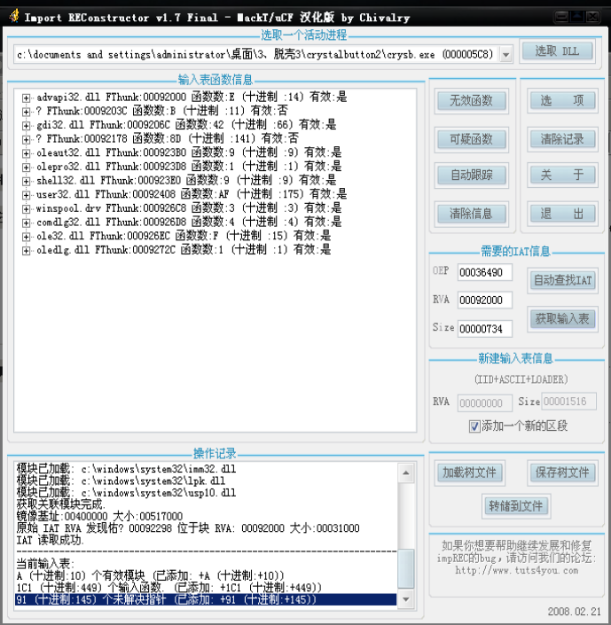 Import REConstructor v1.7 Final - MackT/uCF 汉化版 by Chivalry
选取一个活动进程
c:\documents and settings\administrator\桌面\3、脱壳3\crystalbutton2\crysb.exe (000005C8)
选取 DLL
输入表函数信息
advapi32.dll FThunk:00092000 函数数:E (十进制 :14) 有效:是
? FThunk:0009203C 函数数:B (十进制 :11) 有效:否
gdi32.dll FThunk:0009206C 函数数:42 (十进制 :66) 有效:是
? FThunk:00092178 函数数:8D (十进制 :141) 有效:否
oleaut32.dll FThunk:000923B0 函数数:9 (十进制 :9) 有效:是
olepro32.dll FThunk:000923D8 函数数:1 (十进制 :1) 有效:是
shell32.dll FThunk:000923E0 函数数:9 (十进制 :9) 有效:是
user32.dll FThunk:00092408 函数数:AF (十进制 :175) 有效:是
winspool.drv FThunk:000926C8 函数数:3 (十进制 :3) 有效:是
comdlg32.dll FThunk:000926D8 函数数:4 (十进制 :4) 有效:是
ole32.dll FThunk:000926EC 函数数:F (十进制 :15) 有效:是
oledlg.dll FThunk:0009272C 函数数:1 (十进制 :1) 有效:是
无效函数
选 项
可疑函数
清除记录
自动跟踪
关 于
清除信息
退 出
需要的IAT信息
OEP 00036490
自动查找IAT
RVA 00092000
获取输入表
Size 00000734
新建输入表信息
(IID+ASCII+LOADER)
RVA 00000000 Size 00001516
添加一个新的区段
操作记录
模块已加载: c:\windows\system32\imm32.dll
模块已加载: c:\windows\system32\lpk.dll
模块已加载: c:\windows\system32\usp10.dll
获取关联模块完成.
镜像基址:00400000 大小:00517000
原始 IAT RVA 发现佑? 00092298 位于块 RVA: 00092000 大小:00031000
IAT 读取成功.
当前输入表:
A (十进制:10) 个有效模块 (已添加: +A (十进制:+10))
1C1 (十进制:449) 个输入函数. (已添加: +1C1 (十进制:+449))
91 (十进制:145) 个未解决指针 (已添加: +91 (十进制:+145))
加载树文件
保存树文件
转储到文件
如果你想要帮助继续发展和修复
impREC的bug,请访问我们的论坛:
http://www.tuts4you.com
2008.02.21